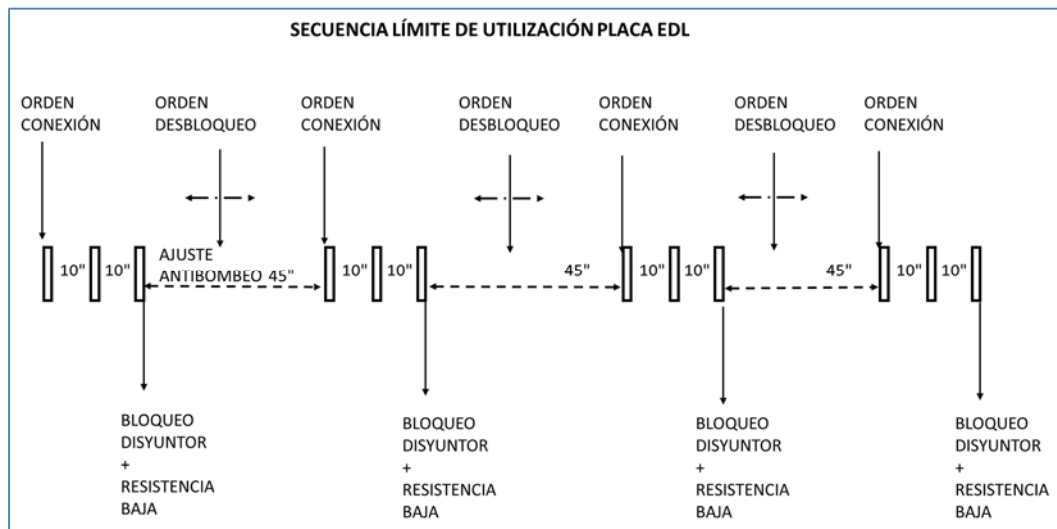 SECUENCIA LÍMITE DE UTILIZACIÓN PLACA EDL
ORDEN
CONEXIÓN
ORDEN
DESBLOQUEO
ORDEN
CONEXIÓN
ORDEN
DESBLOQUEO
ORDEN
CONEXIÓN
ORDEN
DESBLOQUEO
ORDEN
CONEXIÓN
10"
10"
AJUSTE
ANTIBOMBEO 45"
10"
10"
45"
10"
10"
45"
10"
10"
BLOQUEO
DISYUNTOR
+
RESISTENCIA
BAJA
BLOQUEO
DISYUNTOR
+
RESISTENCIA
BAJA
BLOQUEO
DISYUNTOR
+
RESISTENCIA
BAJA
BLOQUEO
DISYUNTOR
+
RESISTENCIA
BAJA